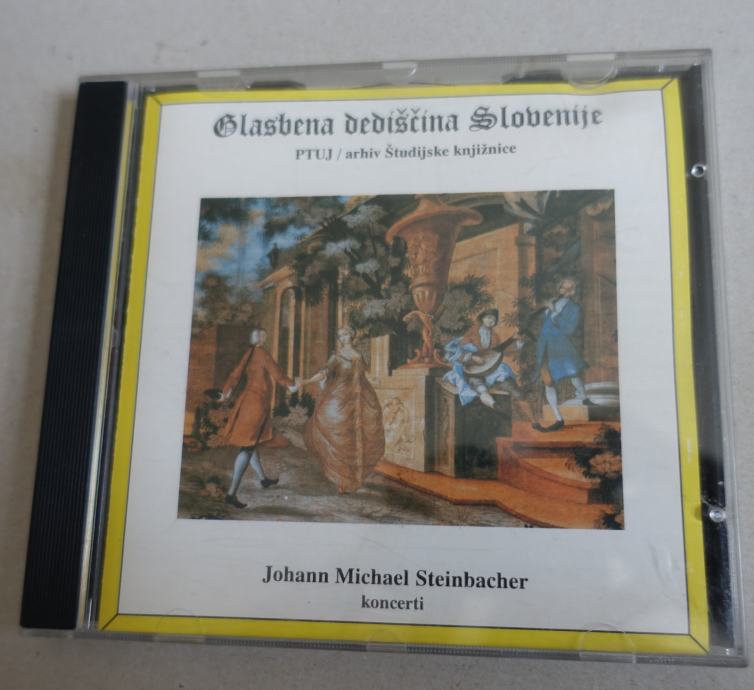 Glasbena dediščina Slovenije
PTUJ / arhiv Študijske knjižnice
Johann Michael Steinbacher
koncerti